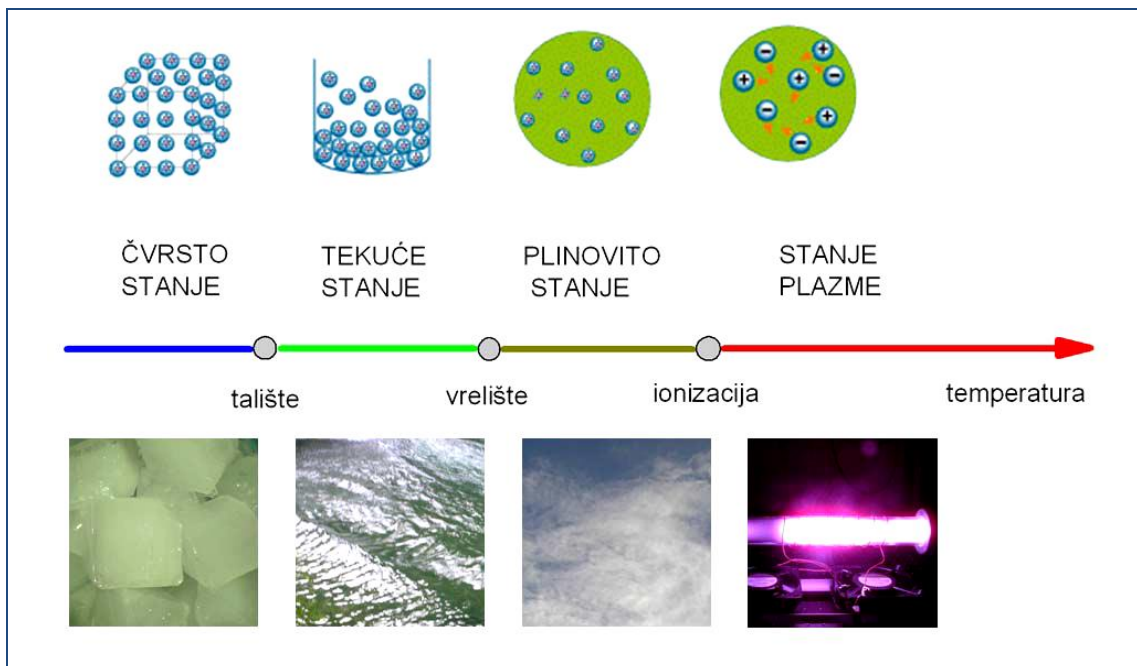 ČVRSTO
STANJE
TEKUĆE
STANJE
PLINOVITO
STANJE
STANJE
PLAZME
talište
vrelište
ionizacija
temperatura